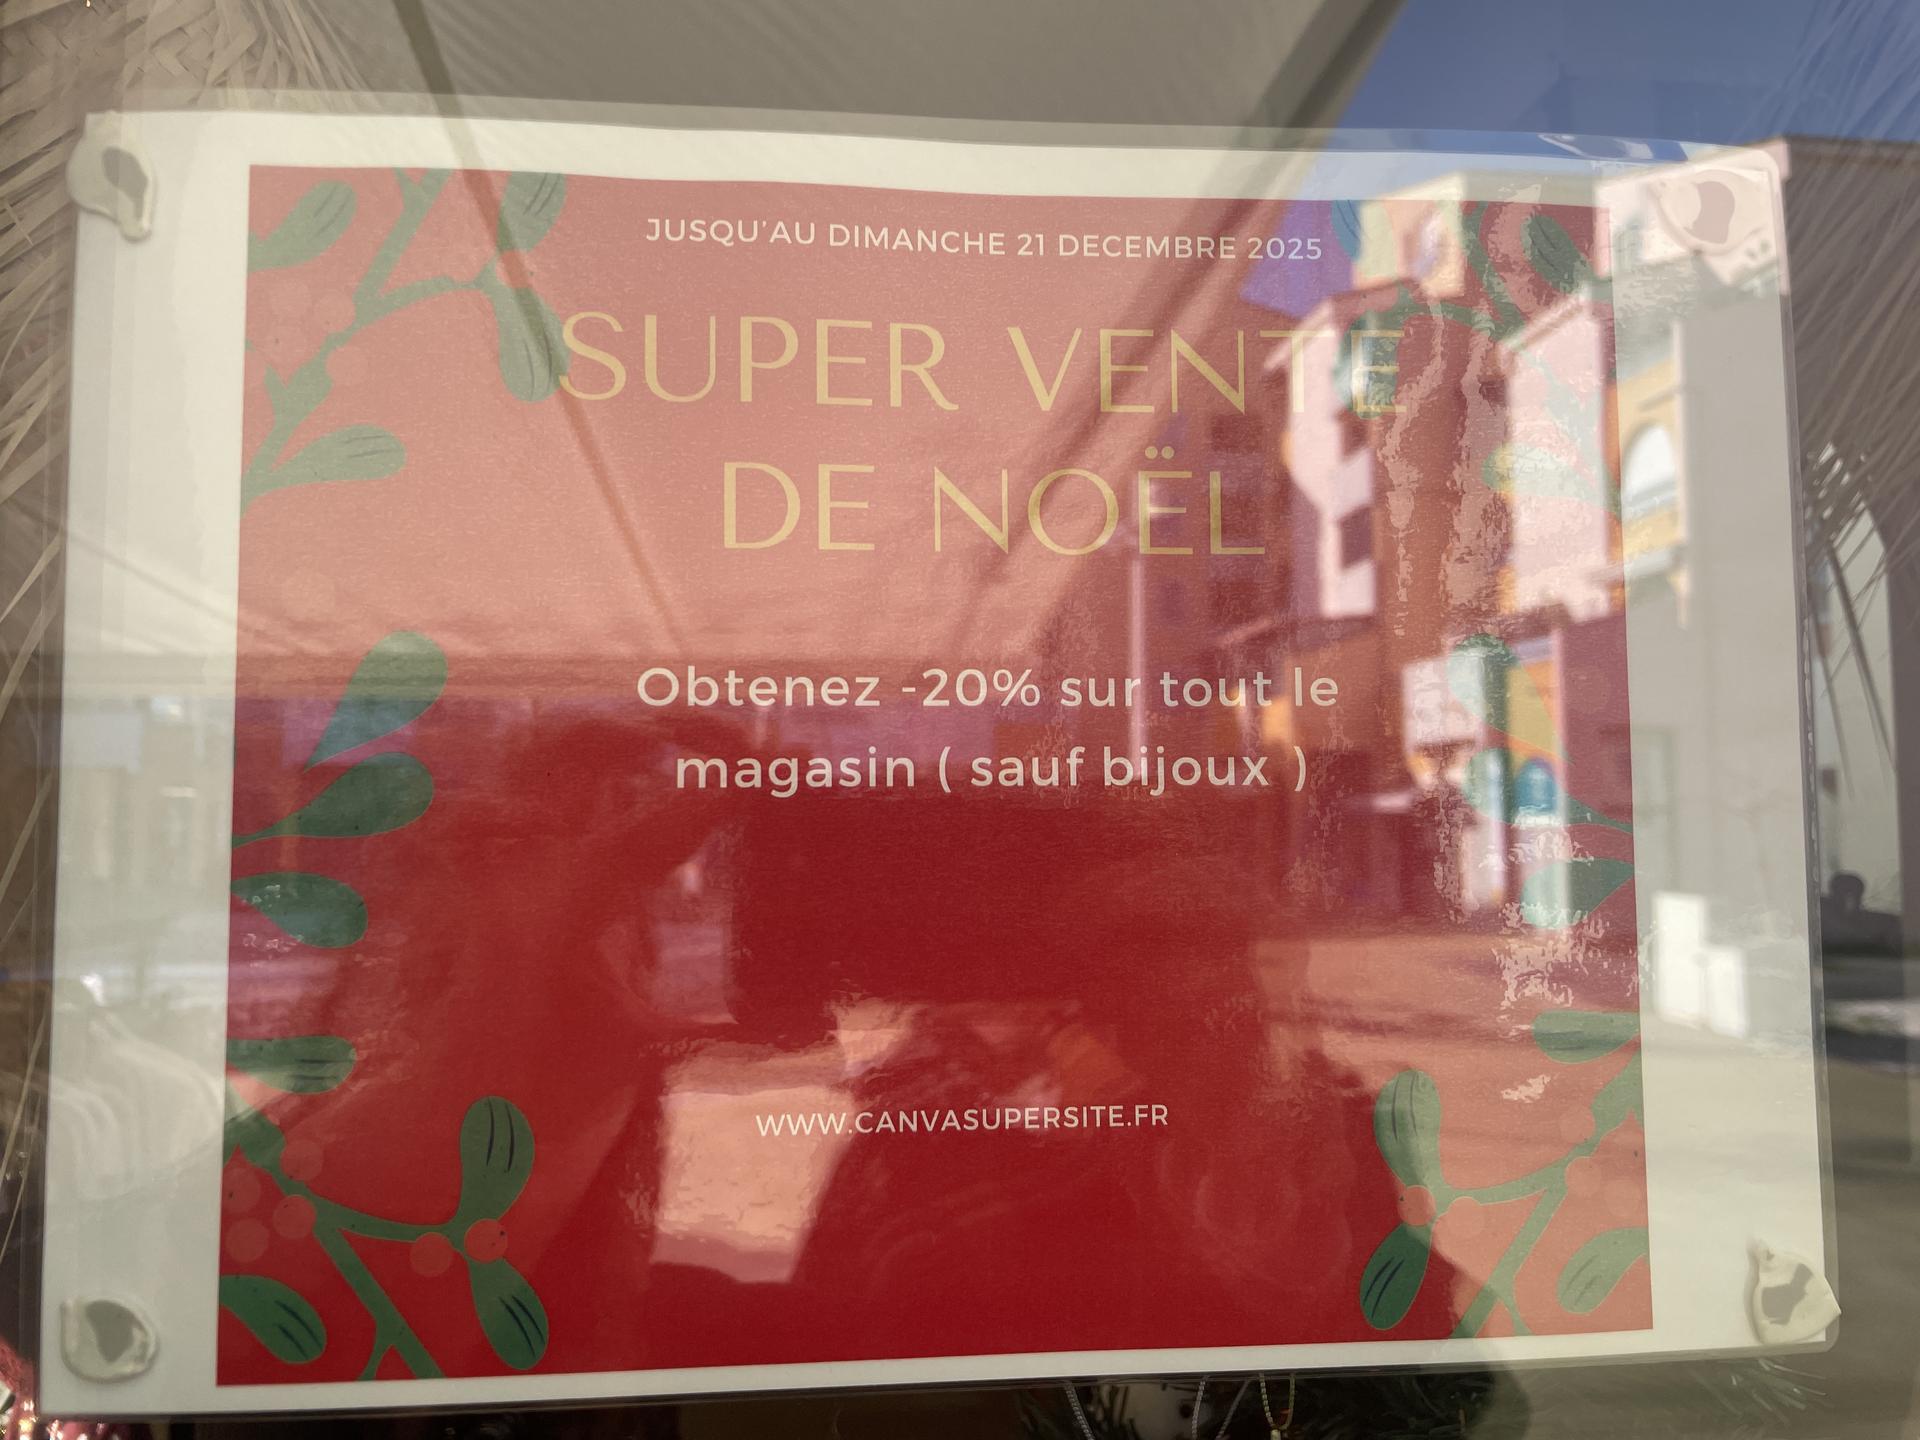 JUSQU'AU DIMANCHE 21 DECEMBRE 2025
SUPER VENTE
DE NOËL
Obtenez -20% sur tout le
magasin ( sauf bijoux )
WWW.CANVASUPERSITE.FR